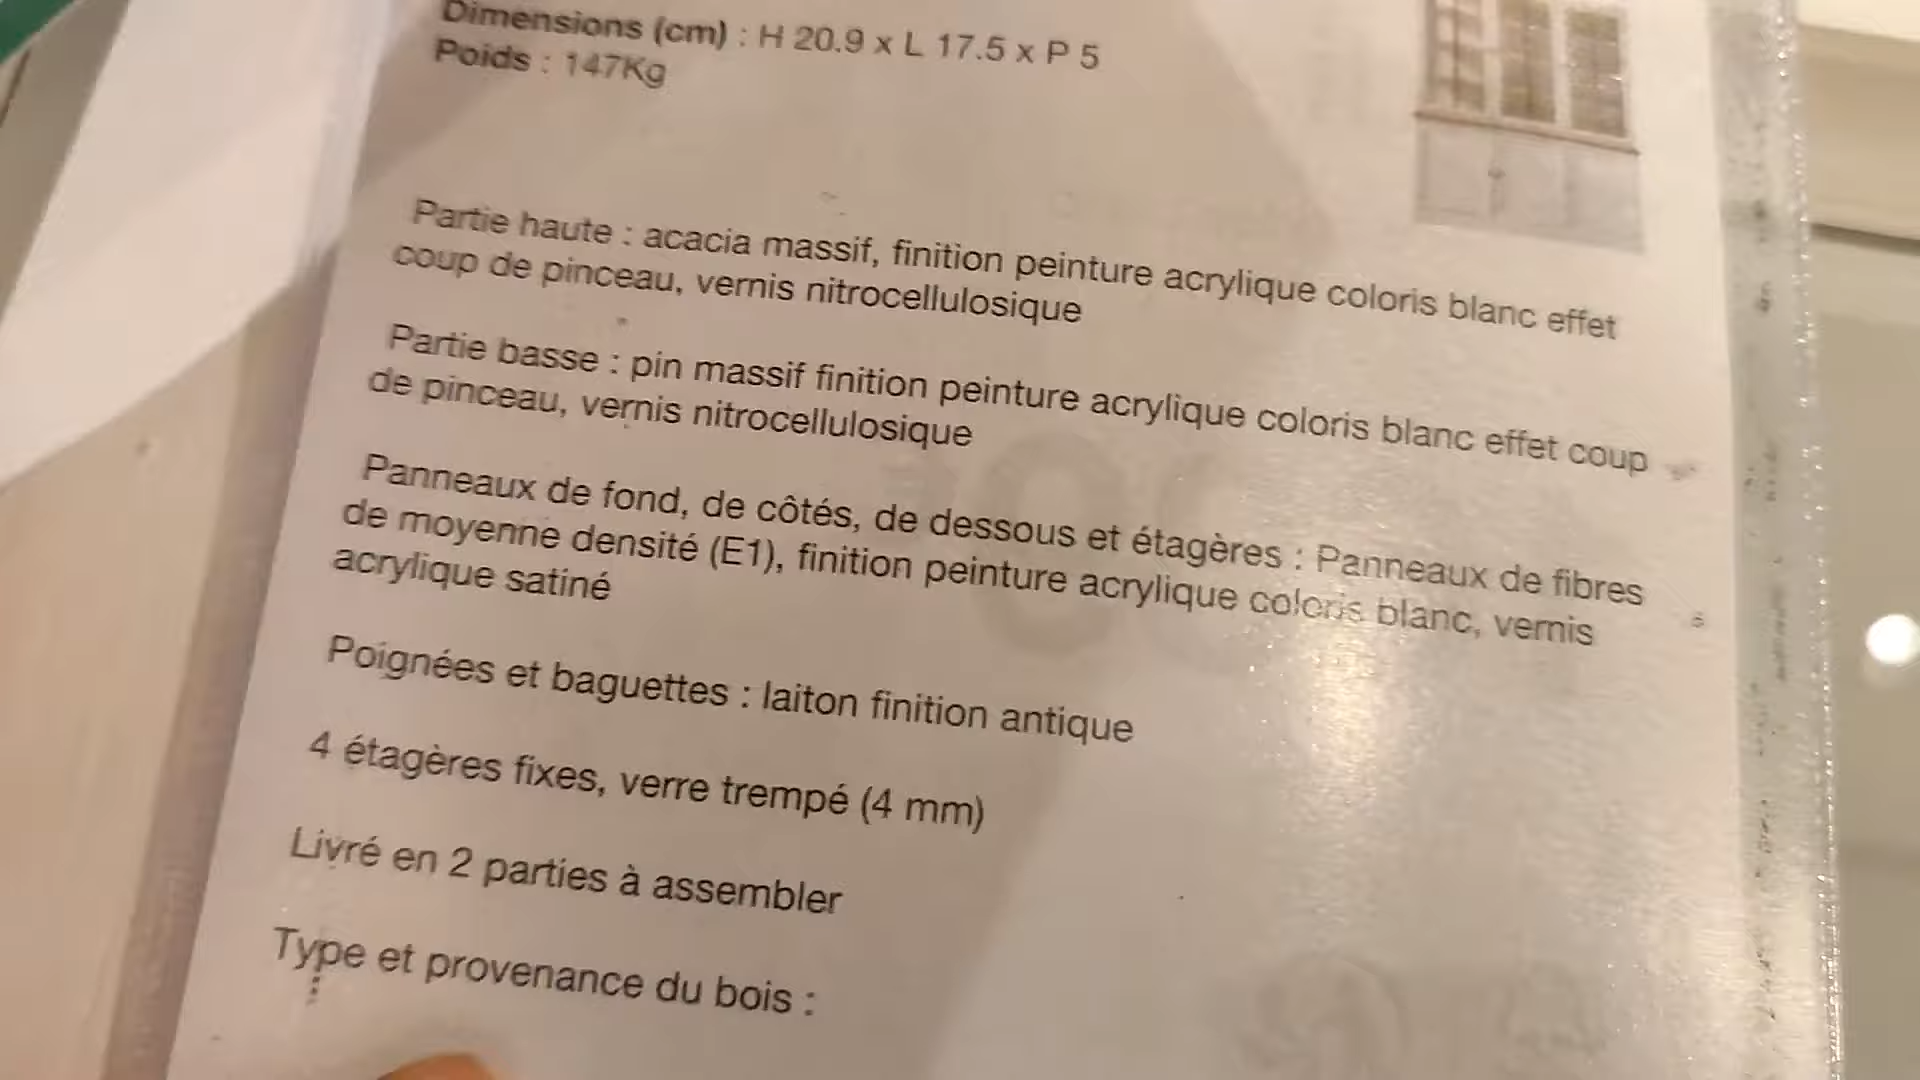 Dimensions (cm) : H 20.9 x L 17.5 x P 5
Poids : 147Kg
Partie haute : acacia massif, finition peinture acrylique coloris blanc effet
coup de pinceau, vernis nitrocellulosique
Partie basse : pin massif finition peinture acrylique coloris blanc effet coup
de pinceau, vernis nitrocellulosique
Panneaux de fond, de côtés, de dessous et étagères : Panneaux de fibres
de moyenne densité (E1), finition peinture acrylique coloris blanc, vernis
acrylique satiné
Poignées et baguettes : laiton finition antique
4 étagères fixes, verre trempé (4 mm)
Livré en 2 parties à assembler
Type et provenance du bois :